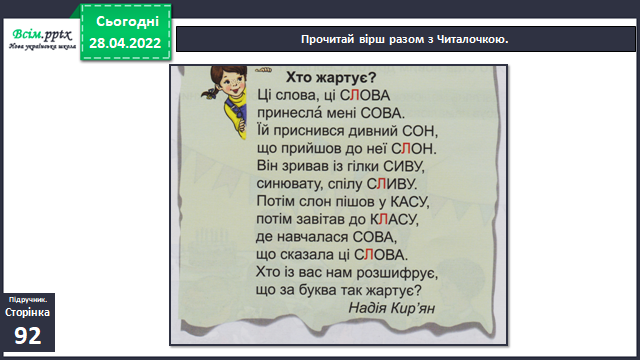 Всім.pptx
Нова українська школа
Сьогодні
28.04.2022
Прочитай вірш разом з Читалочкою.
Хто жартує?
Ці слова, ці СЛОВА
принесла́ мені СОВА.
Їй приснився дивний СОН,
що прийшов до неї СЛОН.
Він зривав із гілки СИВУ,
синювату, спілу СЛИВУ.
Потім слон пішов у КАСУ,
потім завітав до КЛАСУ,
де навчалася СОВА,
що сказала ці СЛОВА.
Хто із вас нам розшифрує,
що за буква так жартує?
Надія Кир’ян
Підручник.
Сторінка
92